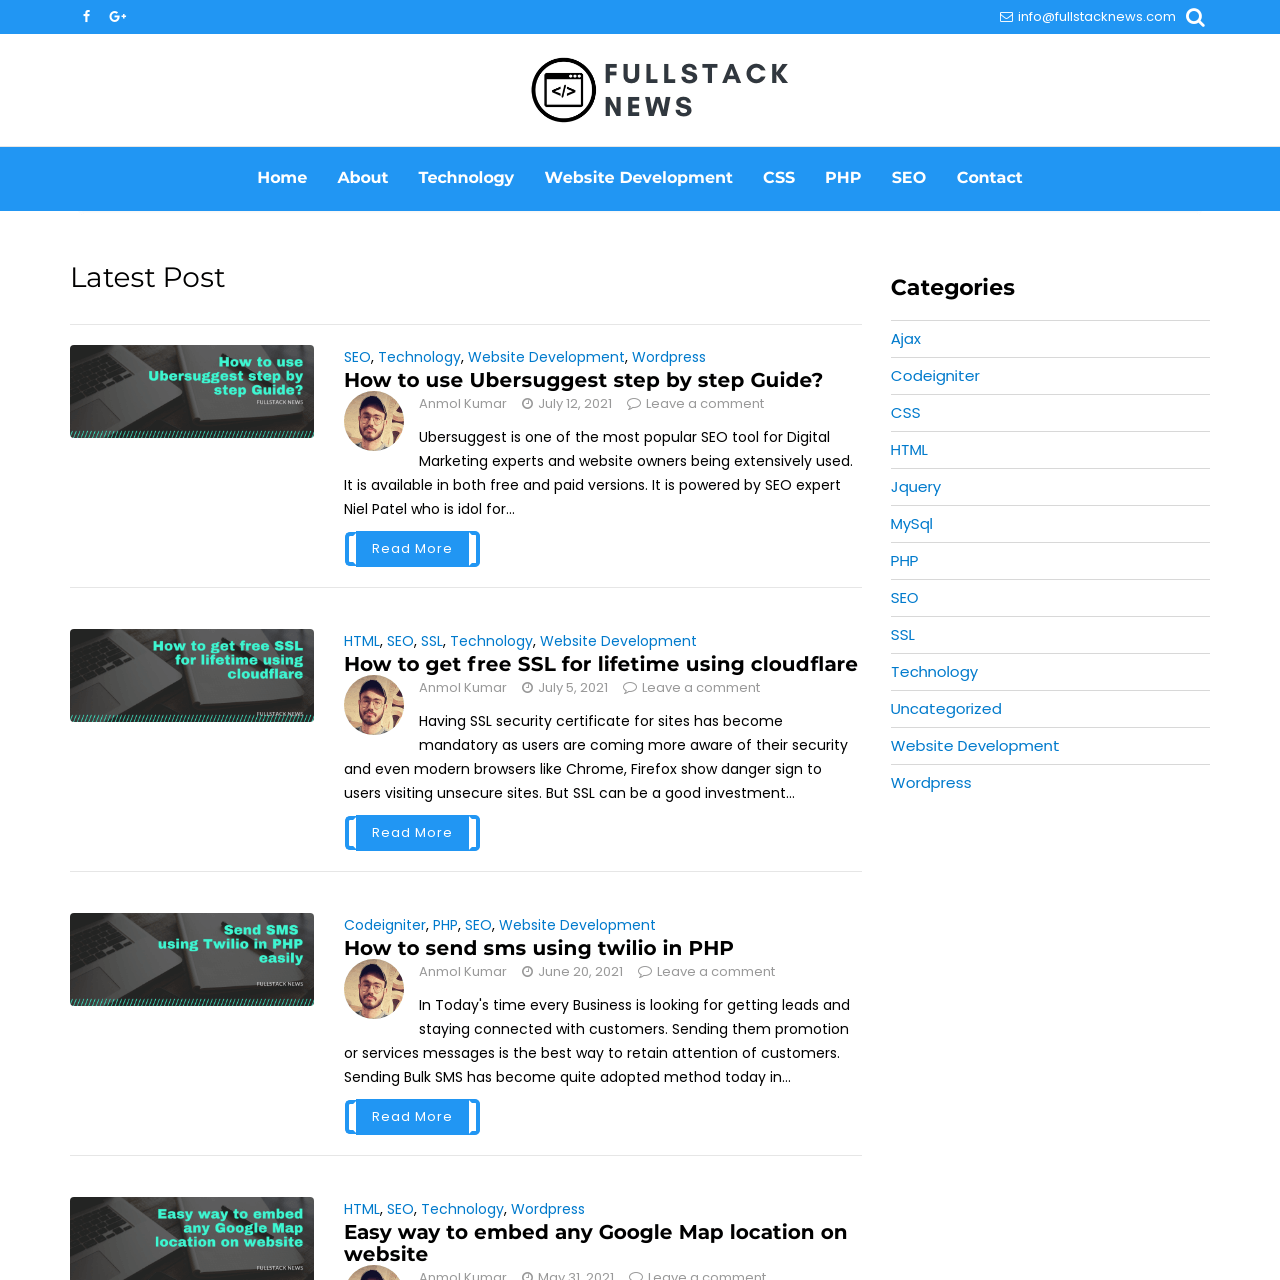 info@fullstacknews.com
FULLSTACK
NEWS
Home About Technology Website Development CSS PHP SEO Contact
Latest Post
How to use
Ubersuggest step by
step Guide?
FULLSTACK NEWS
SEO, Technology, Website Development, Wordpress
How to use Ubersuggest step by step Guide?
Anmol Kumar July 12, 2021 Leave a comment
Ubersuggest is one of the most popular SEO tool for Digital
Marketing experts and website owners being extensively used.
It is available in both free and paid versions. It is powered by SEO expert
Niel Patel who is idol for...
Read More
How to get free SSL
for lifetime using
cloudflare
FULLSTACK NEWS
HTML, SEO, SSL, Technology, Website Development
How to get free SSL for lifetime using cloudflare
Anmol Kumar July 5, 2021 Leave a comment
Having SSL security certificate for sites has become
mandatory as users are coming more aware of their security
and even modern browsers like Chrome, Firefox show danger sign to
users visiting unsecure sites. But SSL can be a good investment...
Read More
Send SMS
using Twilio in PHP
easily
FULLSTACK NEWS
Codeigniter, PHP, SEO, Website Development
How to send sms using twilio in PHP
Anmol Kumar June 20, 2021 Leave a comment
In Today's time every Business is looking for getting leads and
staying connected with customers. Sending them promotion
or services messages is the best way to retain attention of customers.
Sending Bulk SMS has become quite adopted method today in...
Read More
Easy way to embed
any Google Map
location on website
FULLSTACK NEWS
HTML, SEO, Technology, Wordpress
Easy way to embed any Google Map location on
website
Anmol Kumar May 31, 2021 Leave a comment
Categories
Ajax
Codeigniter
CSS
HTML
Jquery
MySql
PHP
SEO
SSL
Technology
Uncategorized
Website Development
Wordpress